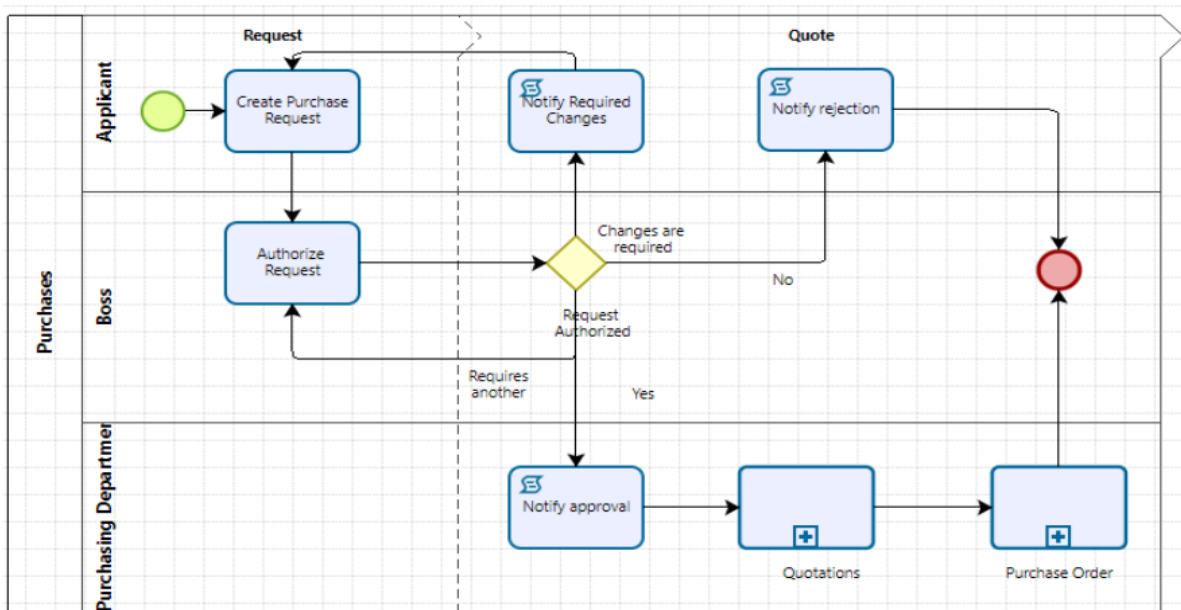 Request
Quote
Purchases
Applicant
Create Purchase
Request
Notify Required
Changes
Notify rejection
Boss
Authorize
Request
Changes are
required
No
Request
Authorized
Requires
another
Yes
Purchasing Departmen
Notify approval
Quotations
Purchase Order